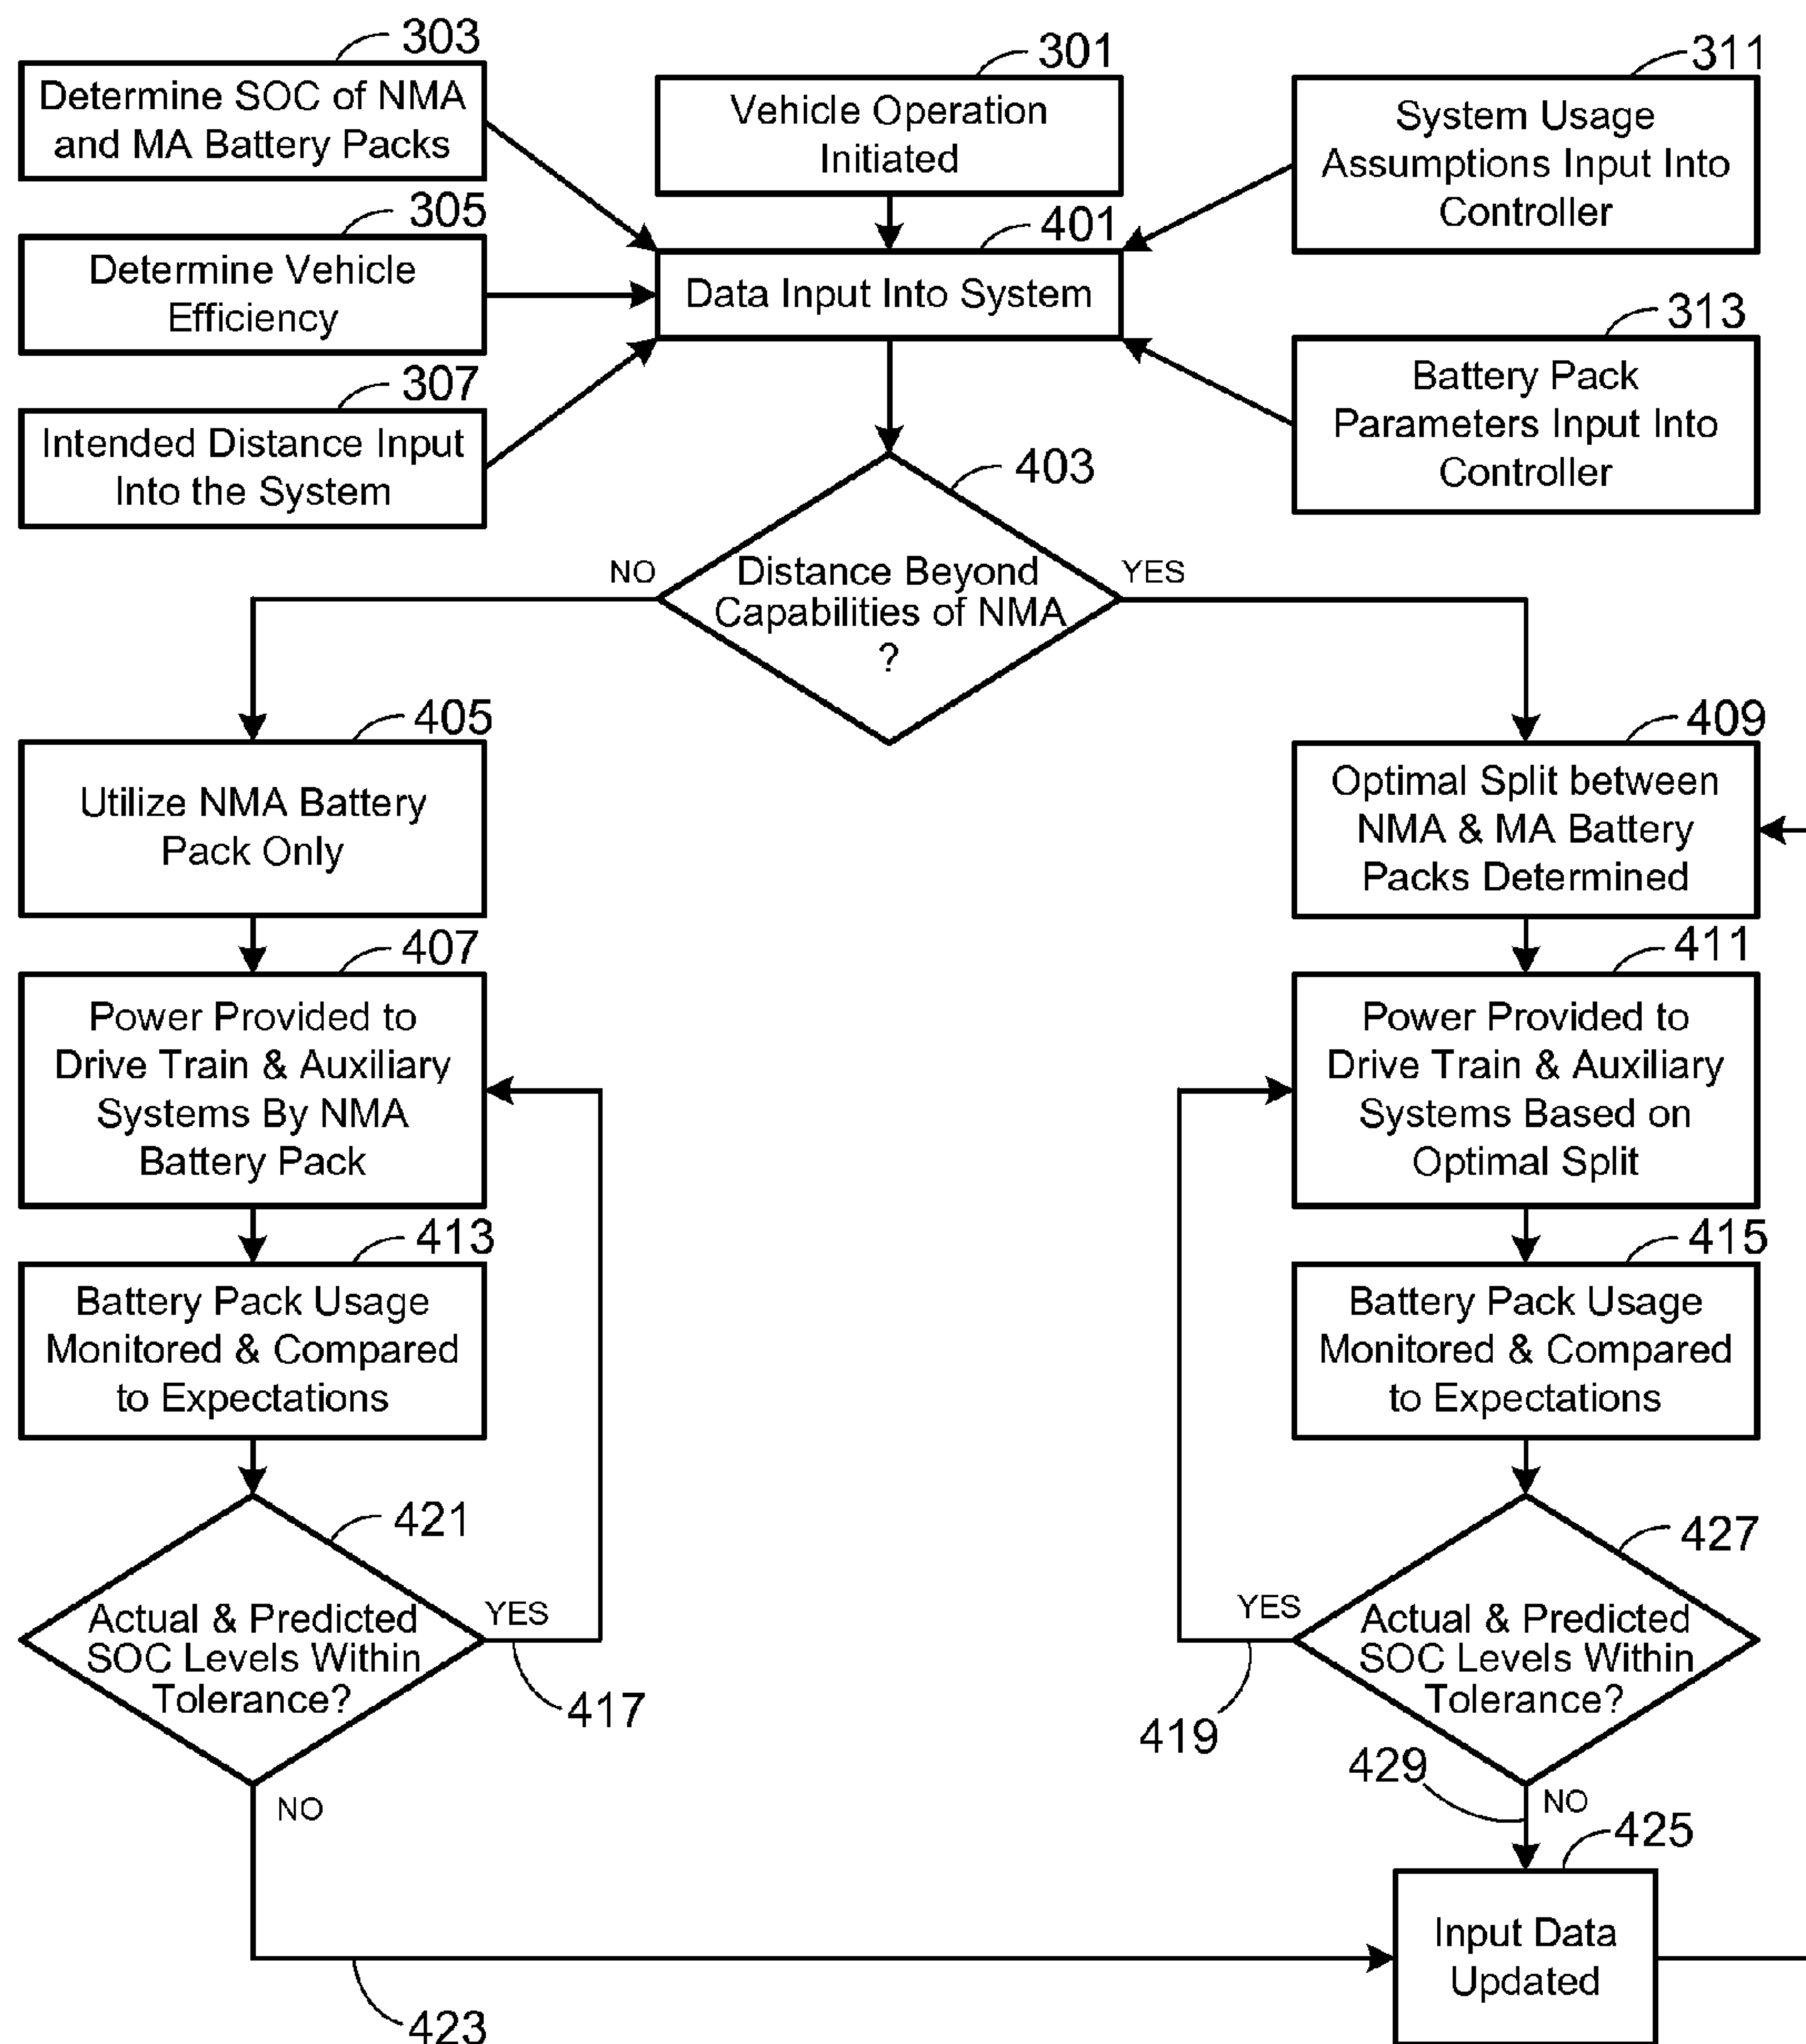 303
Determine SOC of NMA
and MA Battery Packs
301
Vehicle Operation
Initiated
311
System Usage
Assumptions Input Into
Controller
305
Determine Vehicle
Efficiency
401
Data Input Into System
307
Intended Distance Input
Into the System
313
Battery Pack
Parameters Input Into
Controller
403
Distance Beyond
Capabilities of NMA
?
NO
YES
405
Utilize NMA Battery
Pack Only
409
Optimal Split between
NMA & MA Battery
Packs Determined
407
Power Provided to
Drive Train & Auxiliary
Systems By NMA
Battery Pack
411
Power Provided to
Drive Train & Auxiliary
Systems Based on
Optimal Split
413
Battery Pack Usage
Monitored & Compared
to Expectations
415
Battery Pack Usage
Monitored & Compared
to Expectations
421
Actual & Predicted
SOC Levels Within
Tolerance?
YES
417
NO
427
YES
Actual & Predicted
SOC Levels Within
Tolerance?
419
429
NO
425
Input Data
Updated
423